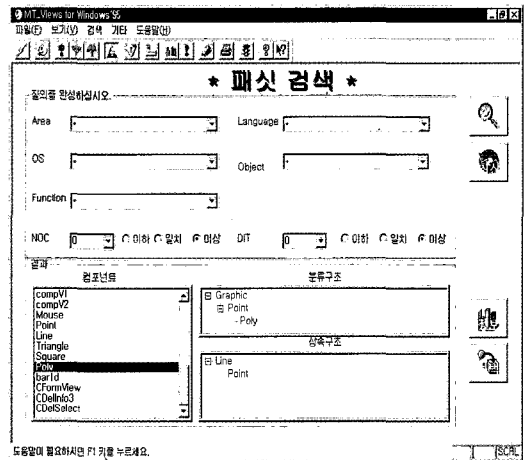 MT_Views for Windows'95
파일(F) 보기(V) 검색 기타 도움말(H)
* 패싯 검색 *
질의를 완성하십시오.
Area * Language *
OS * Object *
Function *
NOC 0 이하 일치 이상 DIT 0 이하 일치 이상
결과
컴포넌트 분류구조
compV1
compV2
Mouse
Point
Line
Triangle
Square
Poly
barId
CFormView
CDelInfo3
CDelSelect
Graphic
Point
Poly
상속구조
Line
Point
도움말이 필요하시면 F1 키를 누르세요. SCRL